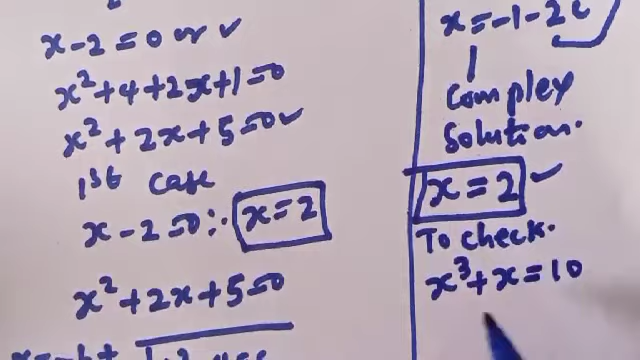 x-2=0 or ✓
x²+4+2x+1=0
x²+2x+5=0✓
1st case
x-2=0∴ x=2
x²+2x+5=0
x=-1-2i
Complex
Solution.
x=2 ✓
To check.
x³+x=10